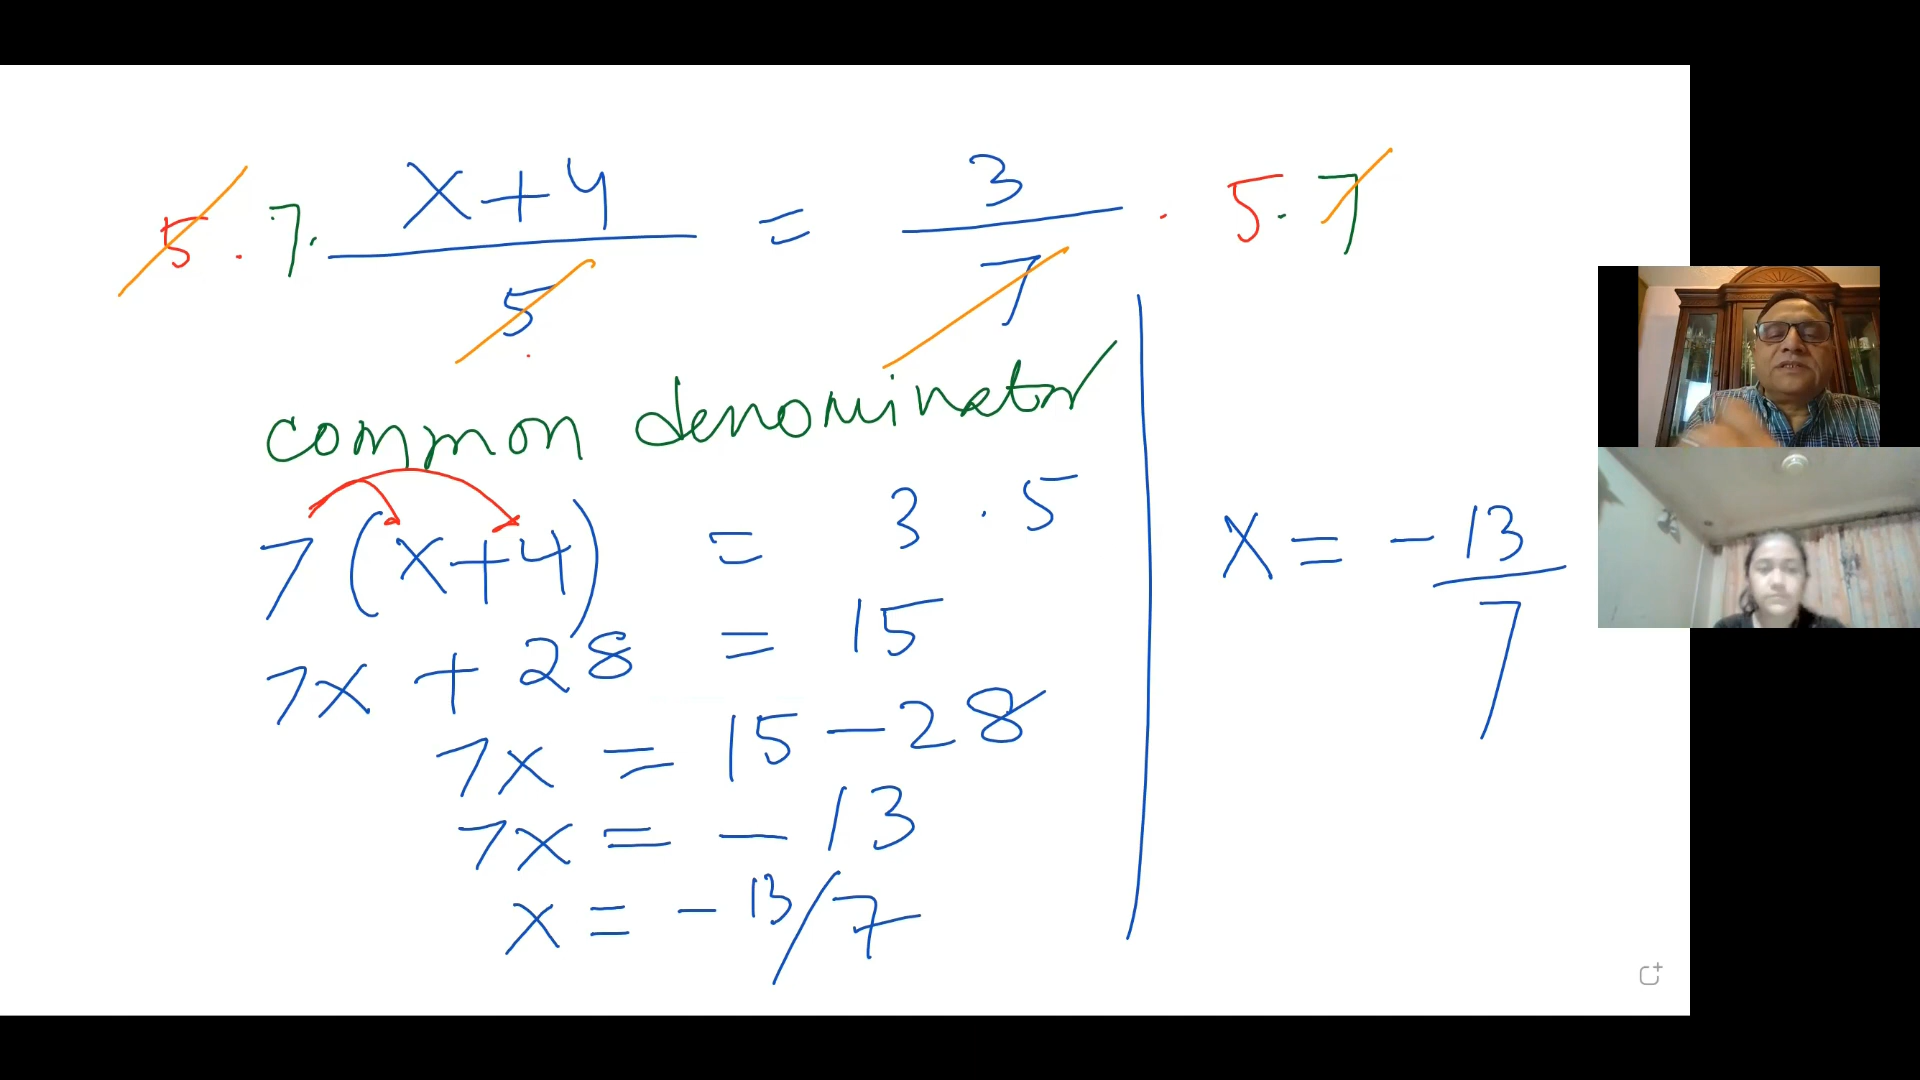 5 . 7 . x+4/5 = 3/7 . 5 . 7
common denominator
7(x+4) = 3 . 5
7x + 28 = 15
7x = 15 - 28
7x = - 13
x = - 13/7
x = - 13/7